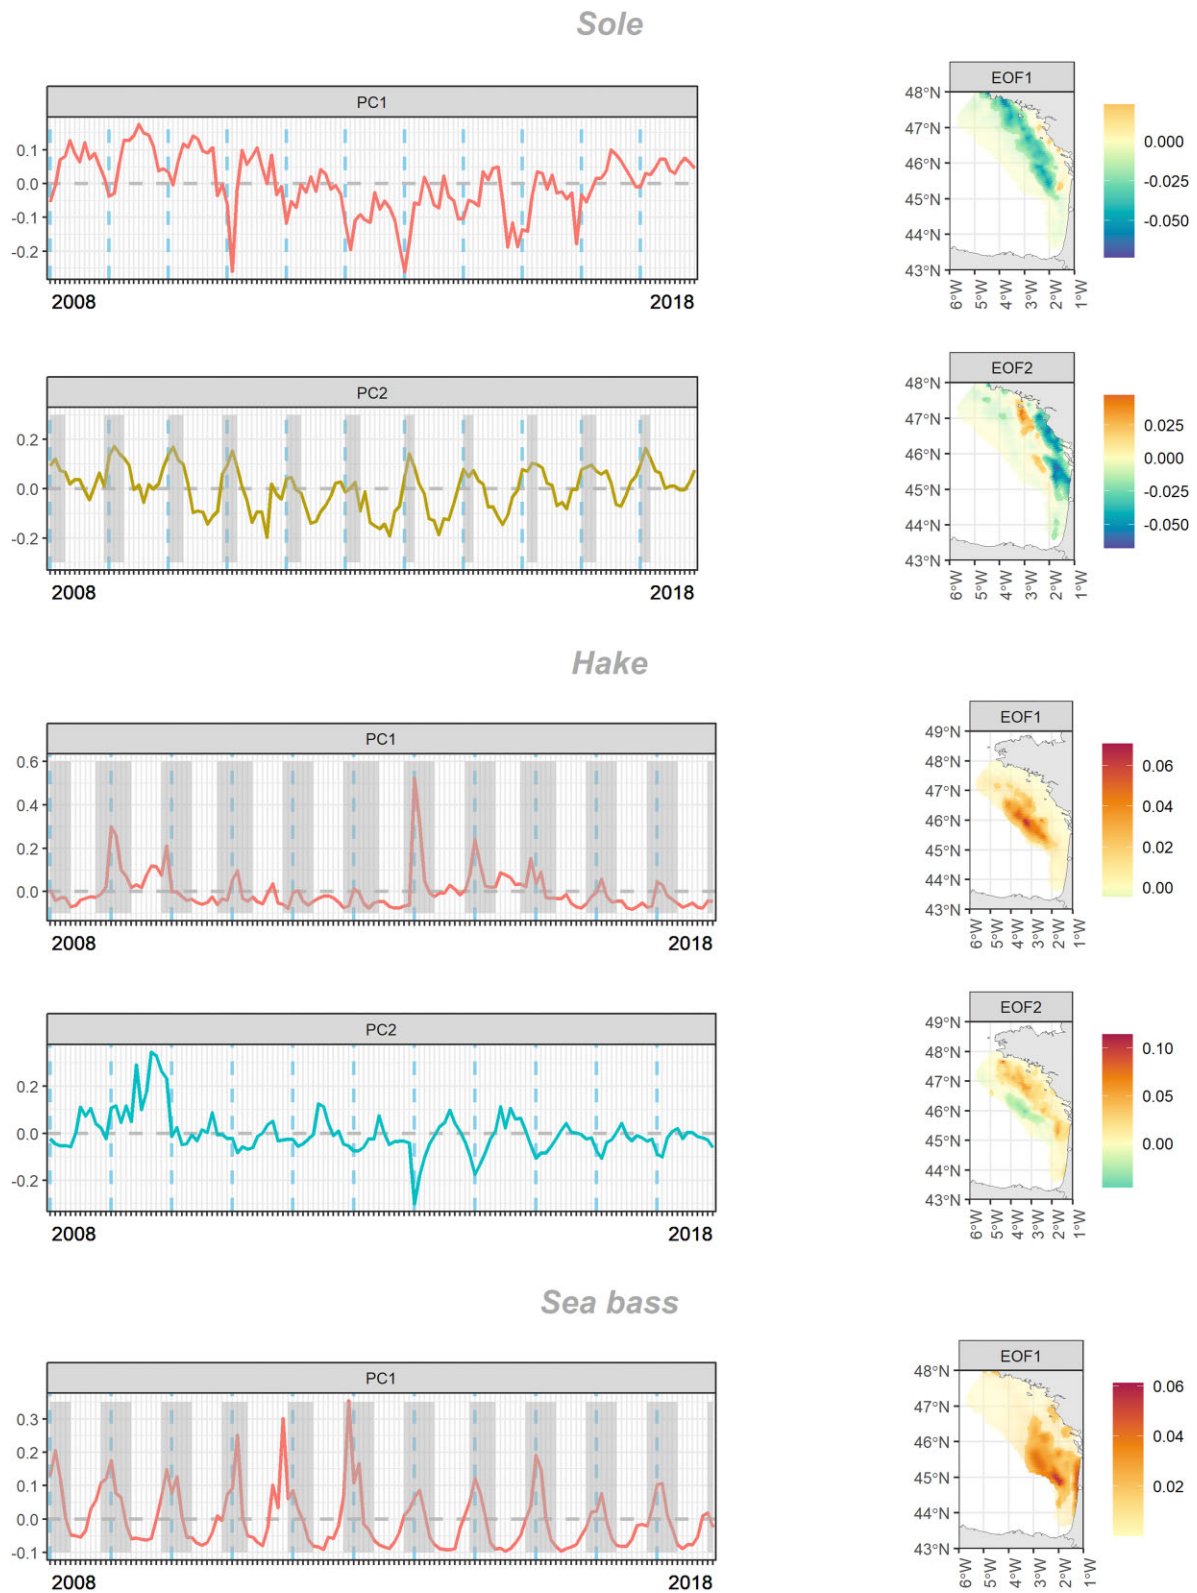 Sole
PC1
0.1
0.0
-0.1
-0.2
2008 2018
EOF1
48°N
47°N
46°N
45°N
44°N
43°N
6°W 5°W 4°W 3°W 2°W 1°W
0.000
-0.025
-0.050
PC2
0.2
0.0
-0.2
2008 2018
EOF2
48°N
47°N
46°N
45°N
44°N
43°N
6°W 5°W 4°W 3°W 2°W 1°W
0.025
0.000
-0.025
-0.050
Hake
PC1
0.6
0.4
0.2
0.0
2008 2018
EOF1
49°N
48°N
47°N
46°N
45°N
44°N
43°N
6°W 5°W 4°W 3°W 2°W 1°W
0.06
0.04
0.02
0.00
PC2
0.2
0.0
-0.2
2008 2018
EOF2
49°N
48°N
47°N
46°N
45°N
44°N
43°N
6°W 5°W 4°W 3°W 2°W 1°W
0.10
0.05
0.00
Sea bass
PC1
0.3
0.2
0.1
0.0
-0.1
2008 2018
EOF1
48°N
47°N
46°N
45°N
44°N
43°N
6°W 5°W 4°W 3°W 2°W 1°W
0.06
0.04
0.02